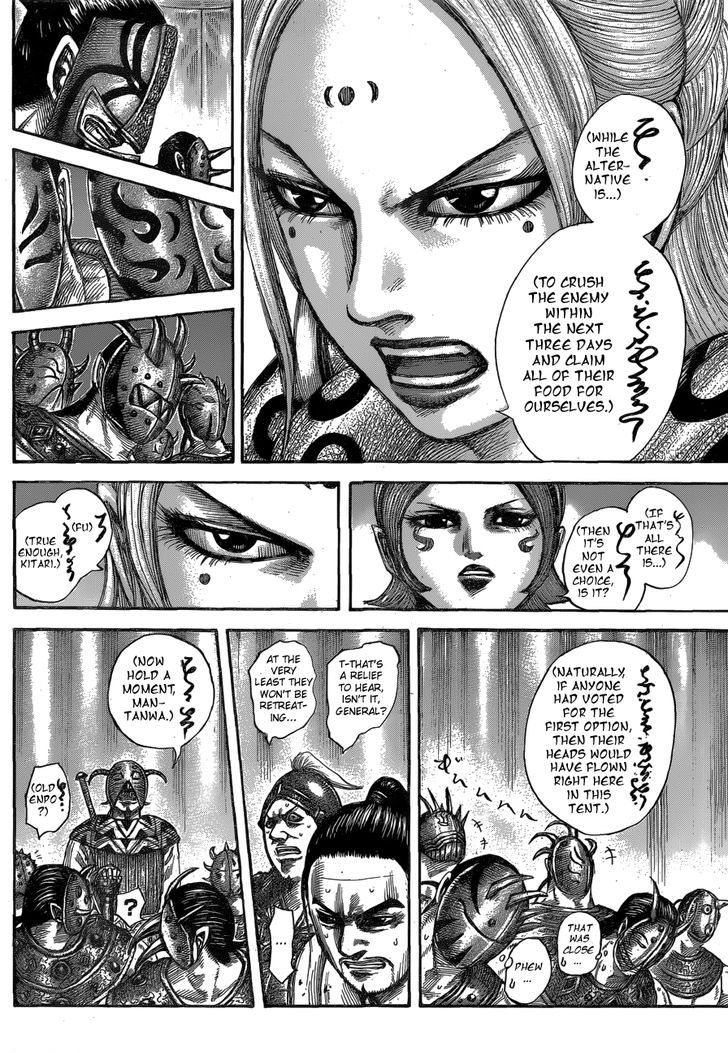 (WHILE
THE
ALTER-
NATIVE
IS...)
(TO CRUSH
THE ENEMY
WITHIN
THE NEXT
THREE DAYS
AND CLAIM
ALL OF THEIR
FOOD FOR
OURSELVES.)
(IF
THAT'S
ALL
THERE
IS...)
(THEN
IT'S
NOT
EVEN A
CHOICE,
IS IT?
(FU)
(TRUE
ENOUGH,
KITARI.)
(NATURALLY,
IF ANYONE
HAD VOTED
FOR THE
FIRST OPTION,
THEN THEIR
HEADS WOULD
HAVE FLOWN
RIGHT HERE
IN THIS
TENT.)
THAT
WAS
CLOSE
...
PHEW
...
T-THAT'S
A RELIEF
TO HEAR,
ISN'T IT,
GENERAL?
AT THE
VERY
LEAST THEY
WON'T BE
RETREAT-
ING...
...
(NOW
HOLD A
MOMENT,
MAN-
TANWA.)
(OLD
ENDO
?)
?